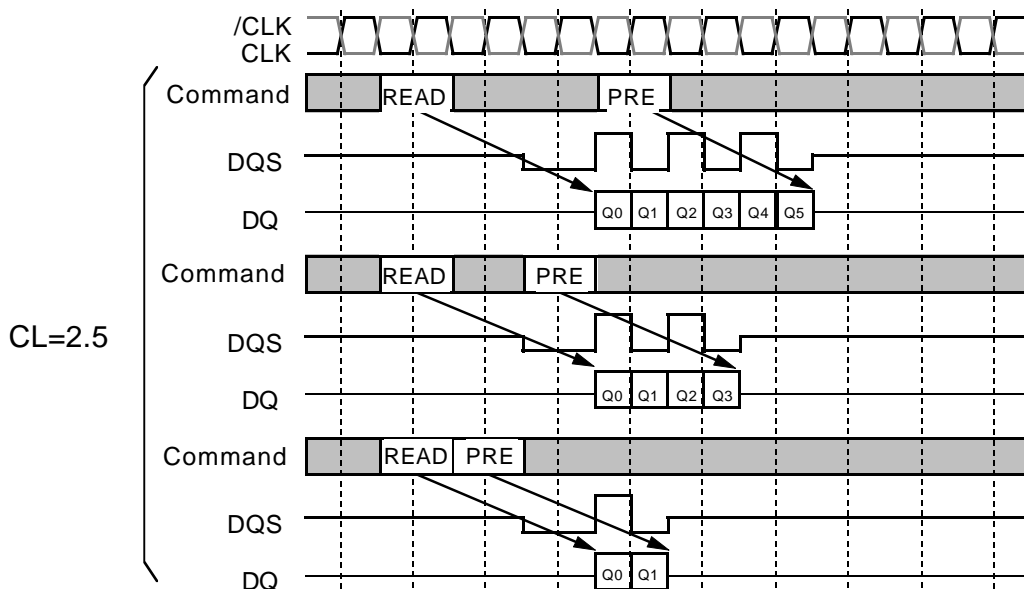 /CLK
CLK
Command READ PRE
DQS
DQ Q0 Q1 Q2 Q3 Q4 Q5
Command READ PRE
CL=2.5
DQS
DQ Q0 Q1 Q2 Q3
Command READ PRE
DQS
DQ Q0 Q1